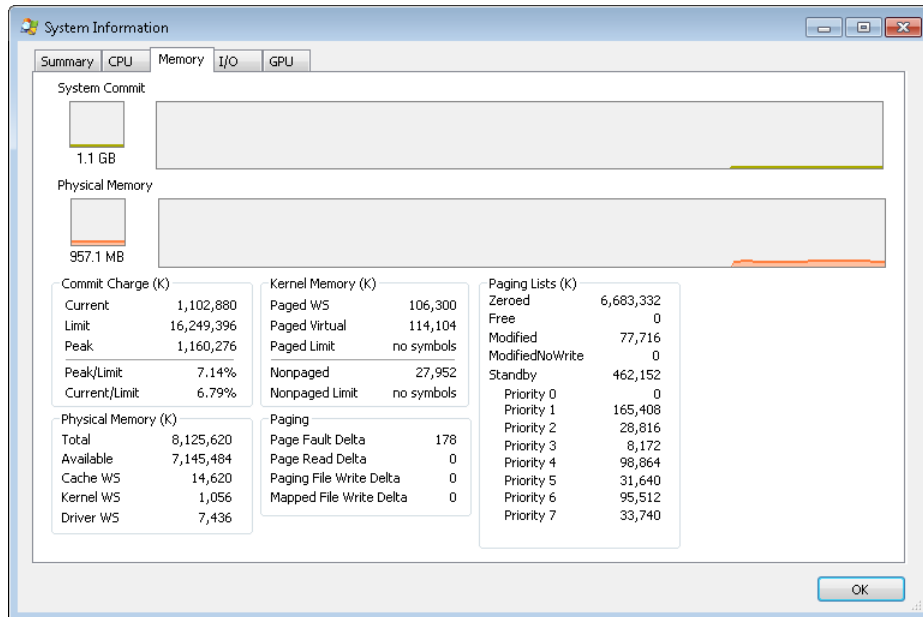 System Information
Summary CPU Memory I/O GPU
System Commit
1.1 GB
Physical Memory
957.1 MB
Commit Charge (K)
Current 1,102,880
Limit 16,249,396
Peak 1,160,276
Peak/Limit 7.14%
Current/Limit 6.79%
Physical Memory (K)
Total 8,125,620
Available 7,145,484
Cache WS 14,620
Kernel WS 1,056
Driver WS 7,436
Kernel Memory (K)
Paged WS 106,300
Paged Virtual 114,104
Paged Limit no symbols
Nonpaged 27,952
Nonpaged Limit no symbols
Paging
Page Fault Delta 178
Page Read Delta 0
Paging File Write Delta 0
Mapped File Write Delta 0
Paging Lists (K)
Zeroed 6,683,332
Free 0
Modified 77,716
ModifiedNoWrite 0
Standby 462,152
Priority 0 0
Priority 1 165,408
Priority 2 28,816
Priority 3 8,172
Priority 4 98,864
Priority 5 31,640
Priority 6 95,512
Priority 7 33,740
OK